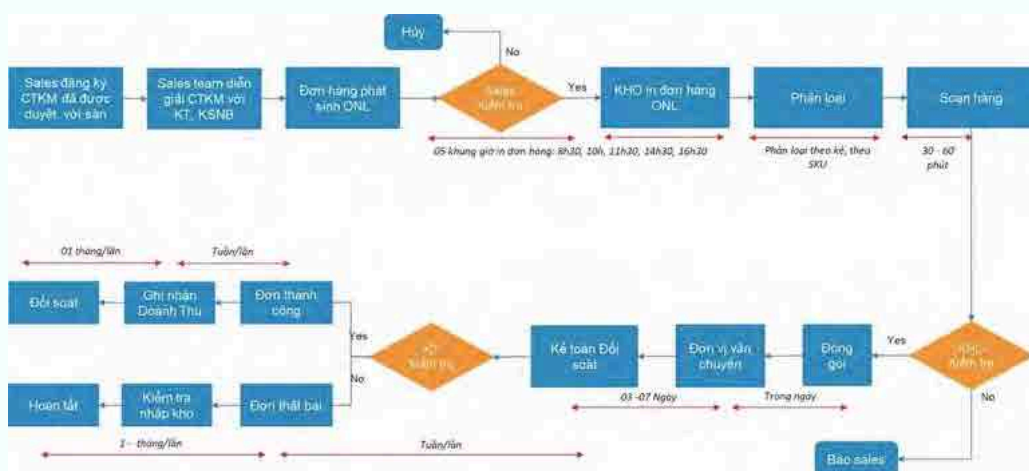 Hủy
No
Sales đăng ký
CTKM đã được
duyệt. với sàn
Sales team diễn
giải CTKM với
KT, KSNB
Đơn hàng phát
sinh ONL
Sales
kiểm tra
Yes
KHO in đơn hàng
ONL
Phân loại
Soạn hàng
05 khung giờ in đơn hàng: 8h30, 10h, 11h30, 14h30, 16h30
Phân loại theo kệ, theo
SKU
30 - 60
phút
01 tháng/lần
Tuần/lần
Đối soát
Ghi nhận
Doanh Thu
Đơn thành
công
Yes
kiểm tra
No
Kế toán Đối
soát
Đơn vị vận
chuyển
Đóng
gói
Yes
KHO
kiểm tra
No
03 -07 Ngày
Trong ngày
Hoàn tất
Kiểm tra
nhập kho
Đơn thất bại
tháng/lần
Tuần/lần
Báo sales